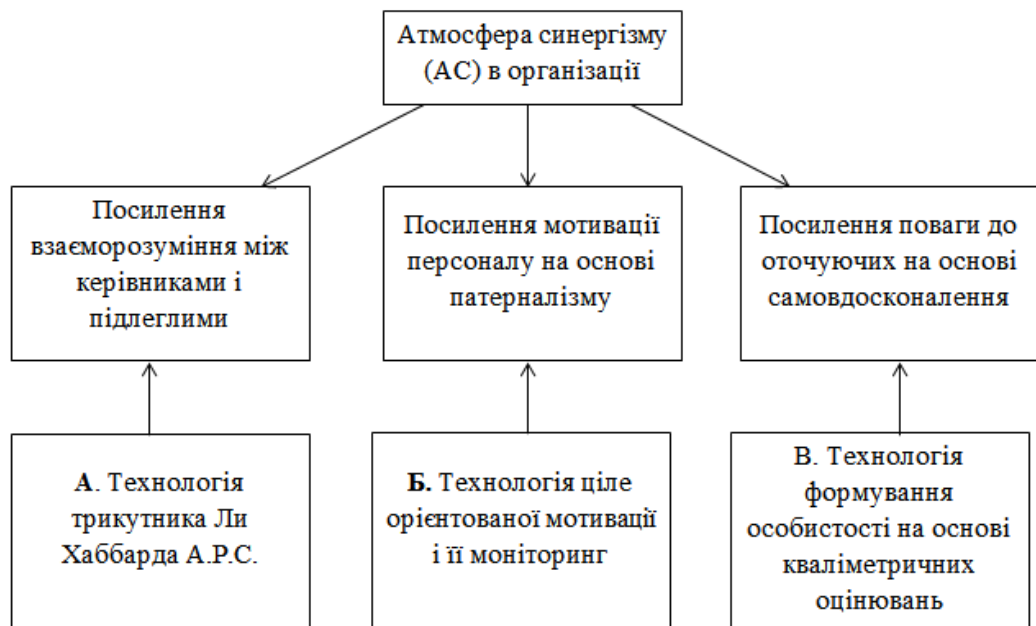 Атмосфера синергізму
(АС) в організації
Посилення
взаєморозуміння між
керівниками і
підлеглими
Посилення мотивації
персоналу на основі
патерналізму
Посилення поваги до
оточуючих на основі
самовдосконалення
А. Технологія
трикутника Ли
Хаббарда А.Р.С.
Б. Технологія ціле
орієнтованої мотивації
і її моніторинг
В. Технологія
формування
особистості на основі
кваліметричних
оцінювань